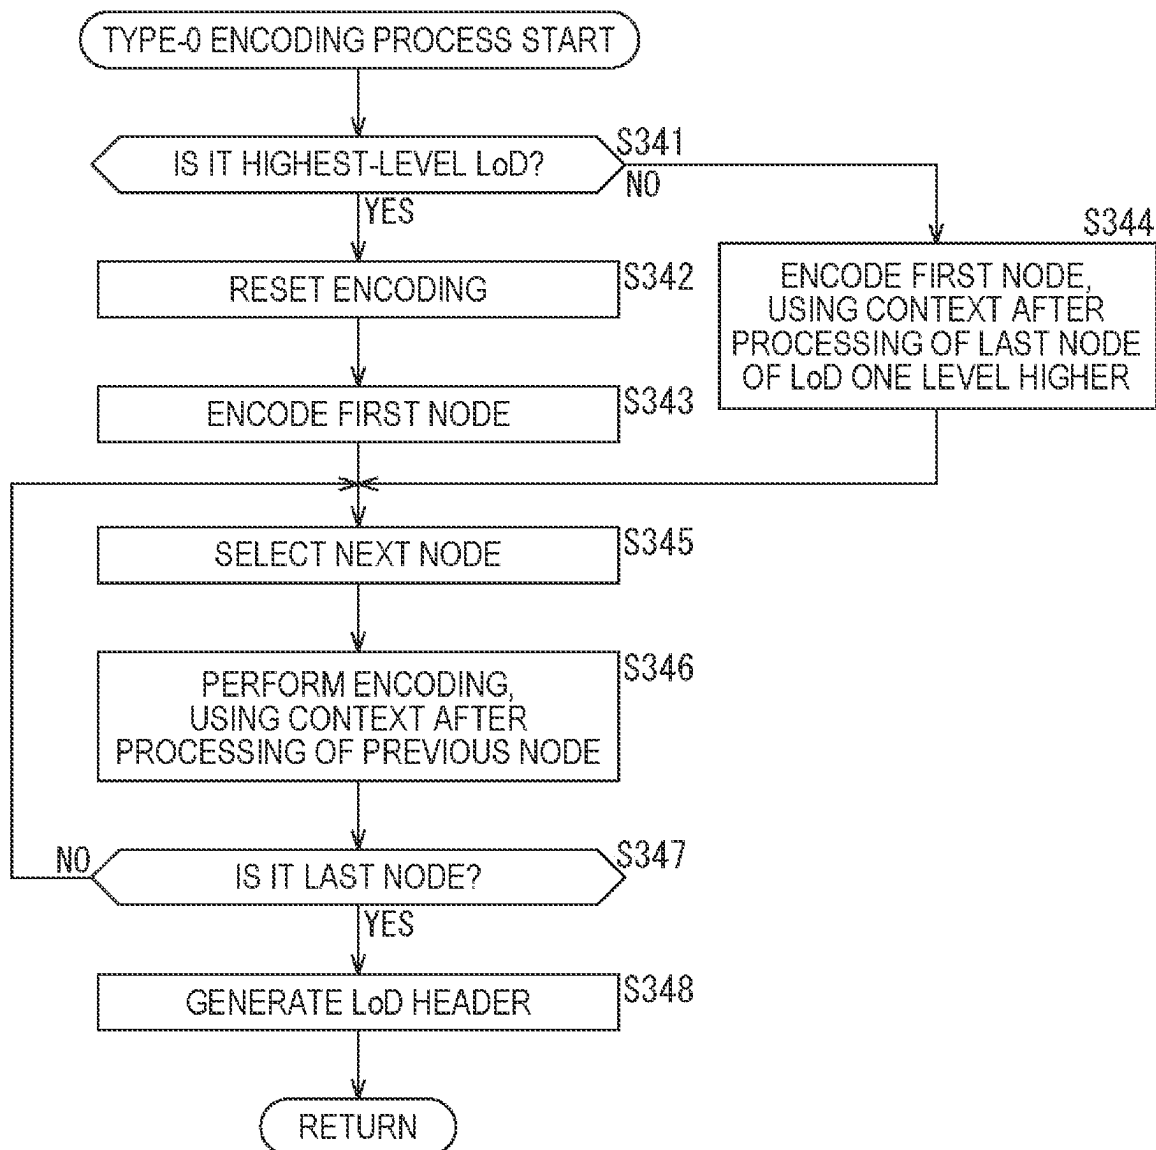 TYPE-0 ENCODING PROCESS START
S341
IS IT HIGHEST-LEVEL LoD?
NO
YES
S344
ENCODE FIRST NODE,
USING CONTEXT AFTER
PROCESSING OF LAST NODE
OF LoD ONE LEVEL HIGHER
S342
RESET ENCODING
S343
ENCODE FIRST NODE
S345
SELECT NEXT NODE
S346
PERFORM ENCODING,
USING CONTEXT AFTER
PROCESSING OF PREVIOUS NODE
S347
NO
IS IT LAST NODE?
YES
S348
GENERATE LoD HEADER
RETURN